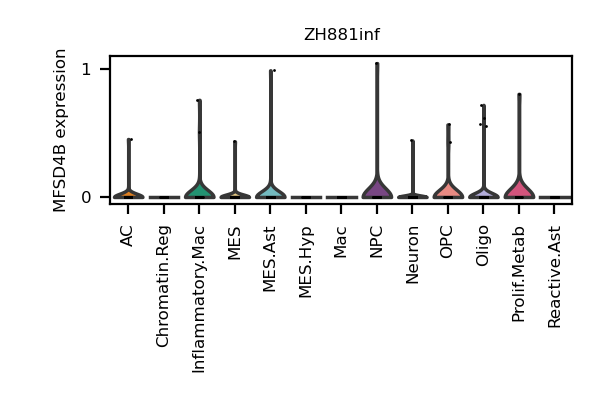 ZH881inf
MFSD4B expression
1
0
AC
Chromatin.Reg
Inflammatory.Mac
MES
MES.Ast
MES.Hyp
Mac
NPC
Neuron
OPC
Oligo
Prolif.Metab
Reactive.Ast